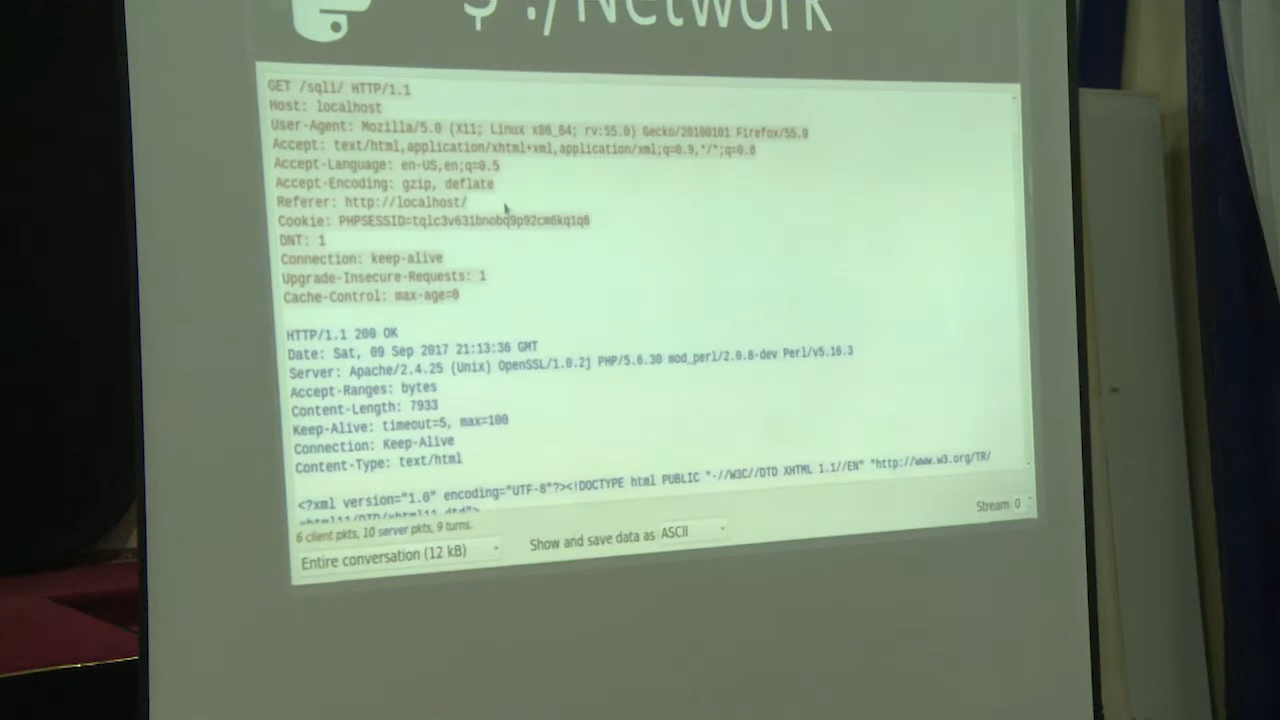 $ ./Network
GET /sqli/ HTTP/1.1
Host: localhost
User-Agent: Mozilla/5.0 (X11; Linux x86_64; rv:55.0) Gecko/20100101 Firefox/55.0
Accept: text/html,application/xhtml+xml,application/xml;q=0.9,*/*;q=0.8
Accept-Language: en-US,en;q=0.5
Accept-Encoding: gzip, deflate
Referer: http://localhost/
Cookie: PHPSESSID=tqlc3v631bnobq9p92cm6kq1q6
DNT: 1
Connection: keep-alive
Upgrade-Insecure-Requests: 1
Cache-Control: max-age=0
HTTP/1.1 200 OK
Date: Sat, 09 Sep 2017 21:13:36 GMT
Server: Apache/2.4.25 (Unix) OpenSSL/1.0.2j PHP/5.6.30 mod_perl/2.0.8-dev Perl/v5.16.3
Accept-Ranges: bytes
Content-Length: 7933
Keep-Alive: timeout=5, max=100
Connection: Keep-Alive
Content-Type: text/html
<?xml version="1.0" encoding="UTF-8"?><!DOCTYPE html PUBLIC "-//W3C//DTD XHTML 1.1//EN" "http://www.w3.org/TR/
xhtml11/DTD/xhtml11.dtd">
6 client pkts, 10 server pkts, 9 turns.
Entire conversation (12 kB)
Show and save data as ASCII
Stream 0